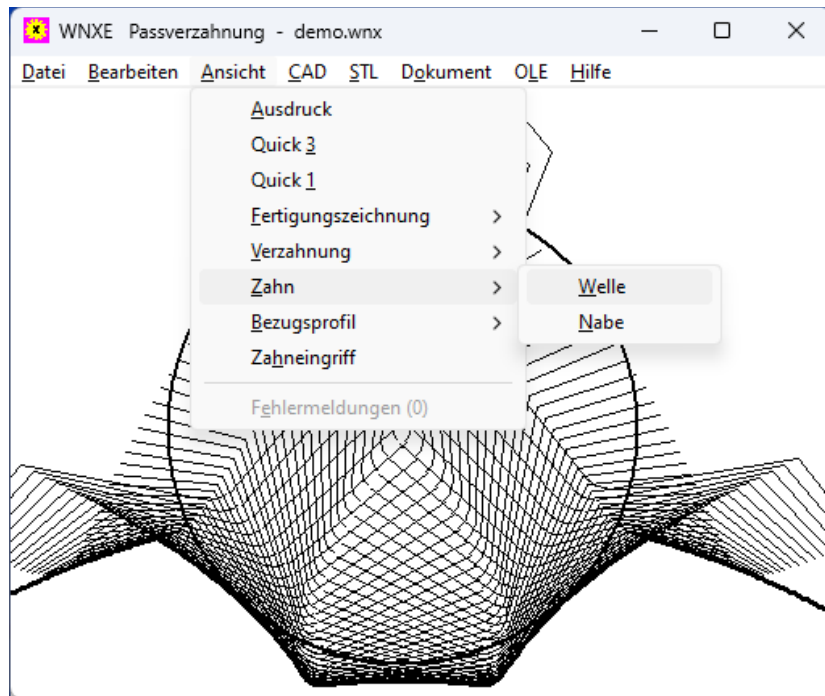 WNXE Passverzahnung - demo.wnx
Datei Bearbeiten Ansicht CAD STL Dokument OLE Hilfe
Ausdruck
Quick 3
Quick 1
Fertigungszeichnung
Verzahnung
Zahn
Welle
Bezugsprofil
Nabe
Zahneingriff
Fehlermeldungen (0)